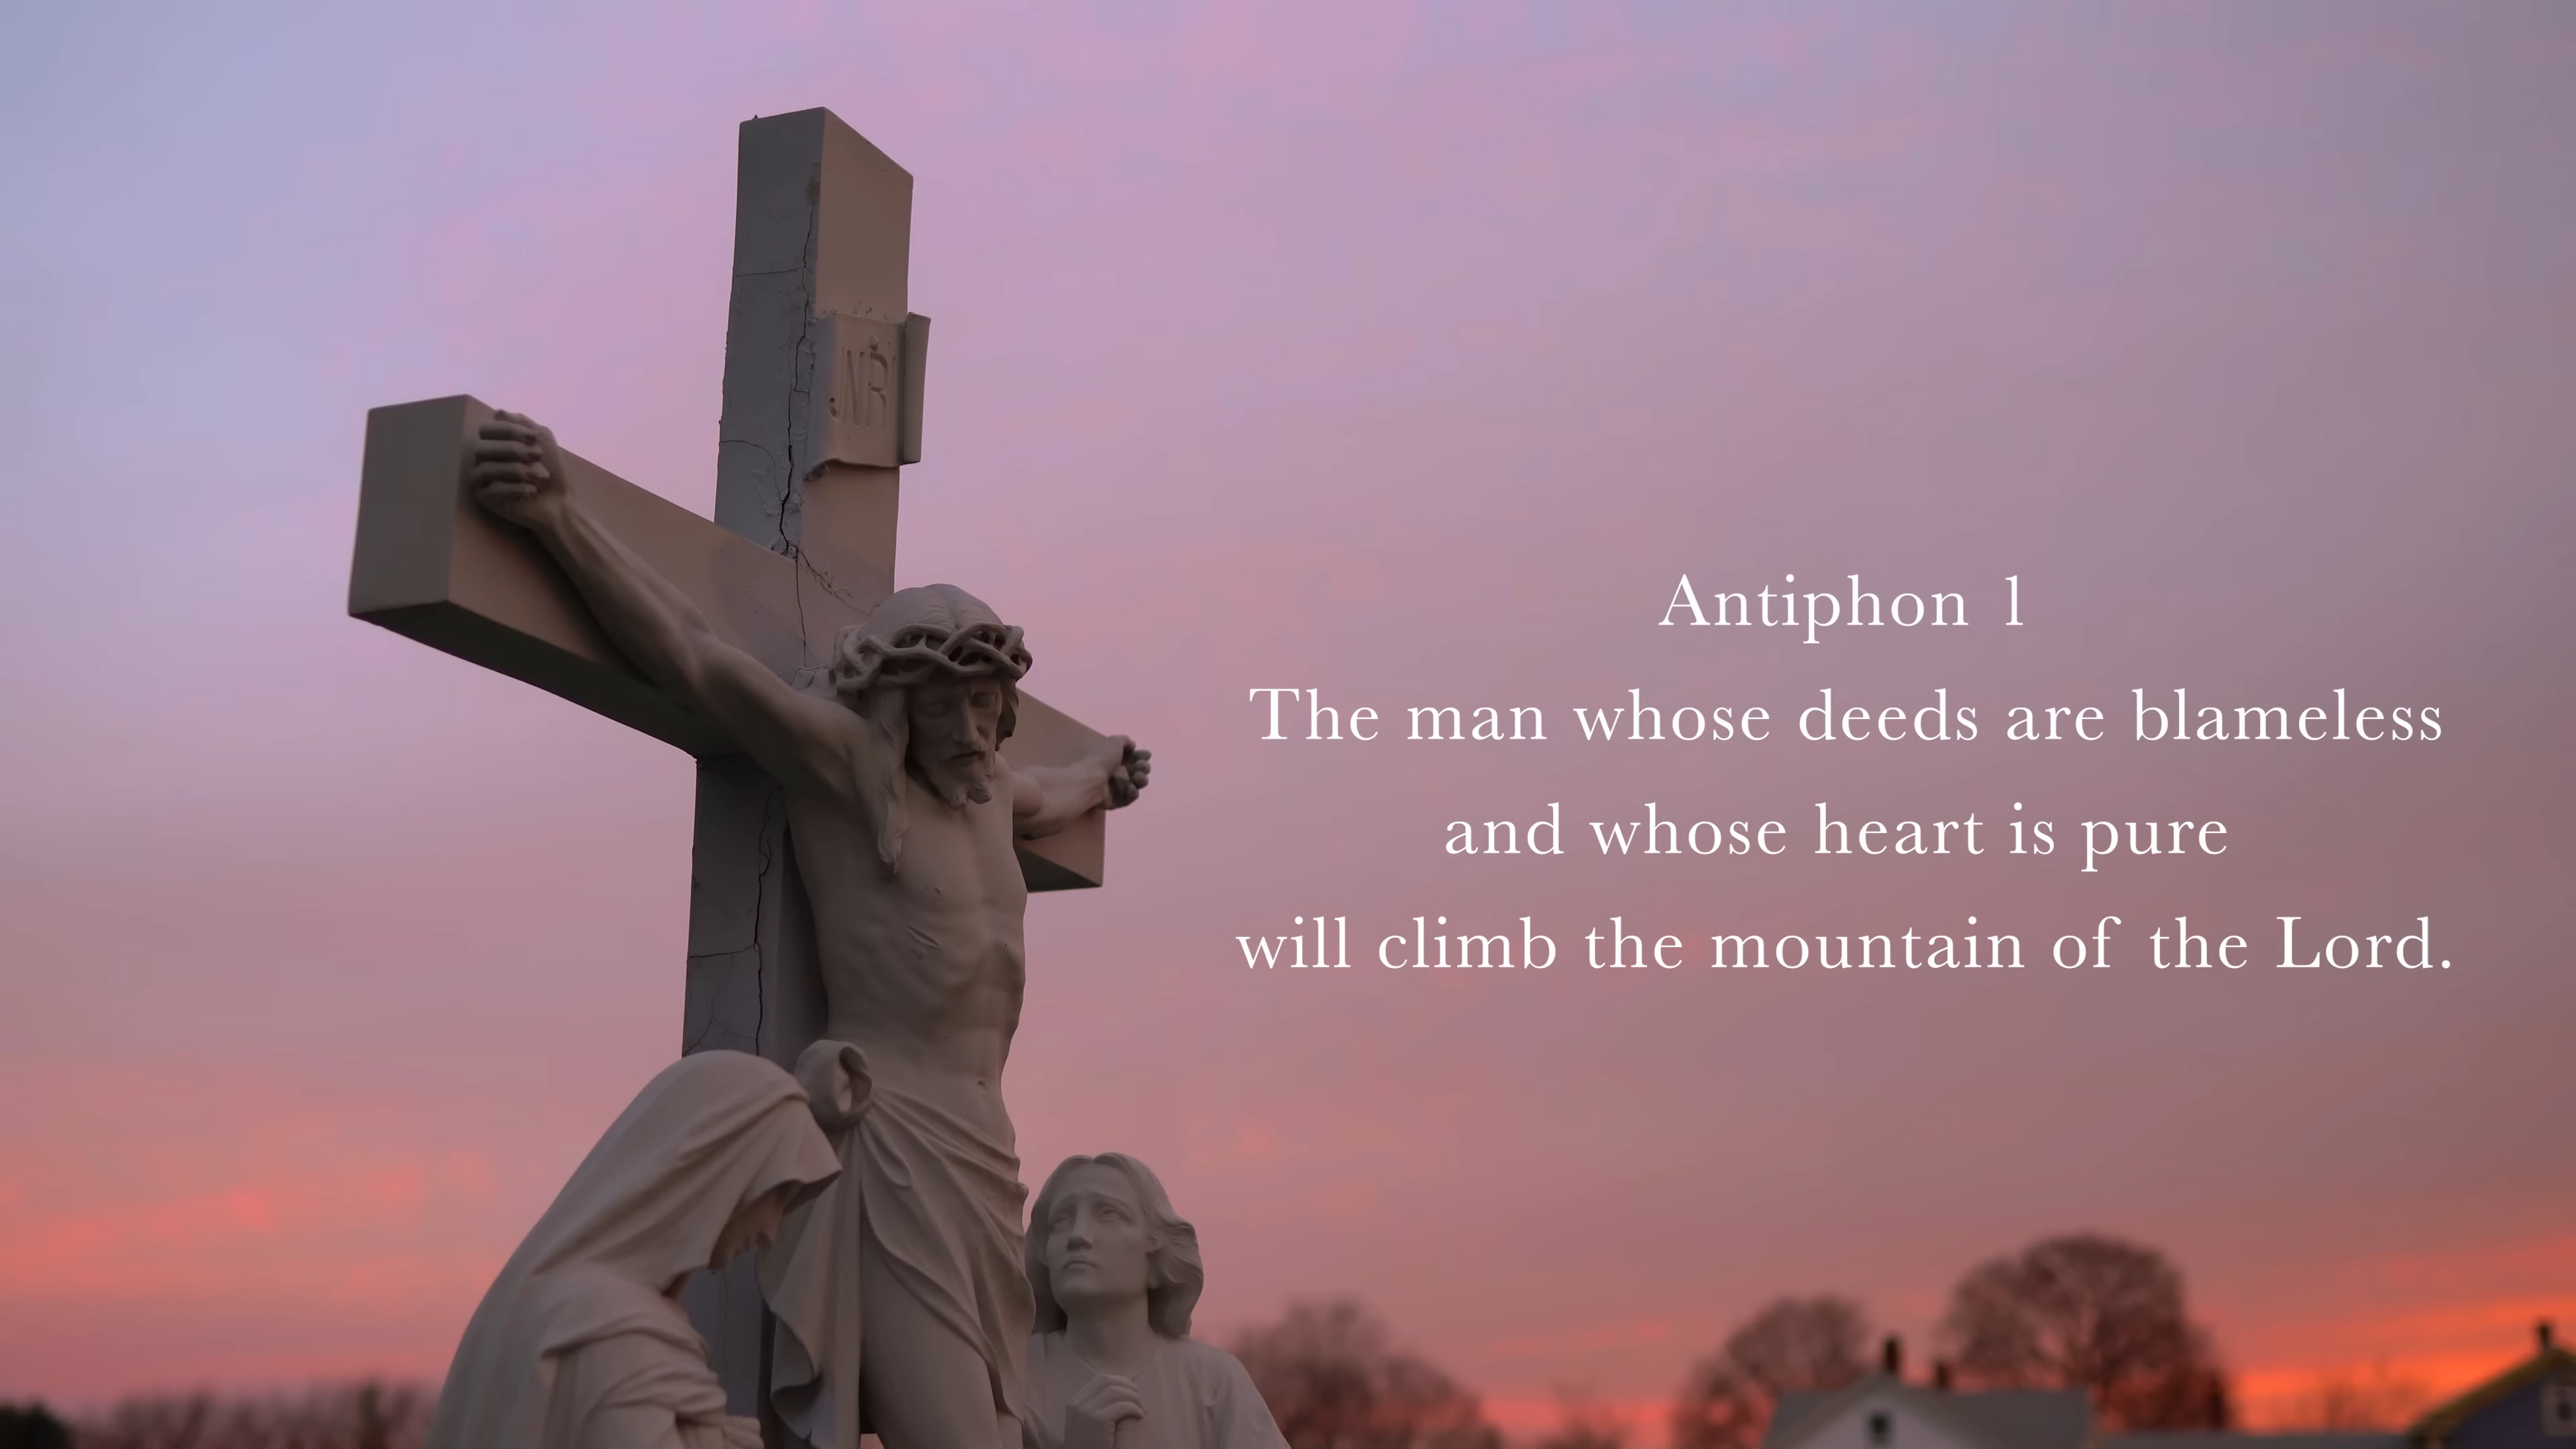 INRI
Antiphon 1
The man whose deeds are blameless
and whose heart is pure
will climb the mountain of the Lord.